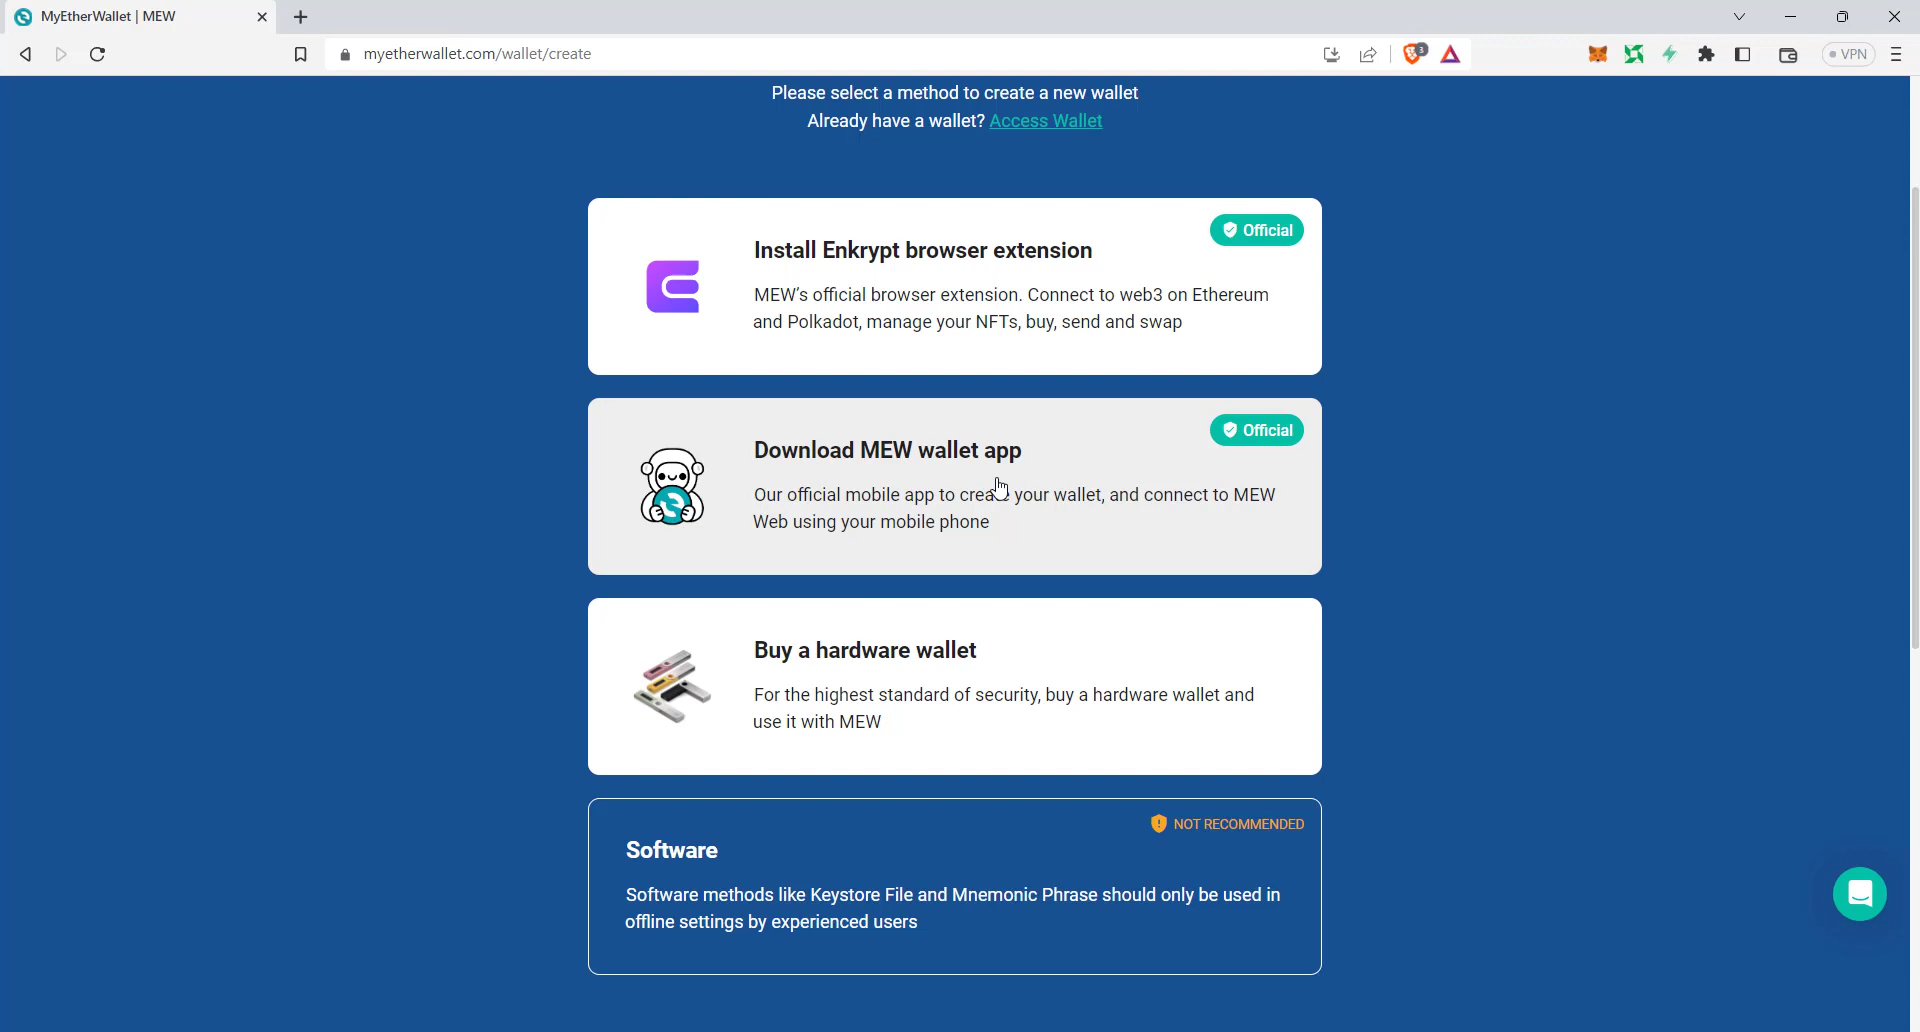 MyEtherWallet | MEW
myetherwallet.com/wallet/create
3
VPN
Please select a method to create a new wallet
Already have a wallet? Access Wallet
Official
Install Enkrypt browser extension
MEW's official browser extension. Connect to web3 on Ethereum
and Polkadot, manage your NFTs, buy, send and swap
Official
Download MEW wallet app
Our official mobile app to create your wallet, and connect to MEW
Web using your mobile phone
Buy a hardware wallet
For the highest standard of security, buy a hardware wallet and
use it with MEW
NOT RECOMMENDED
Software
Software methods like Keystore File and Mnemonic Phrase should only be used in
offline settings by experienced users